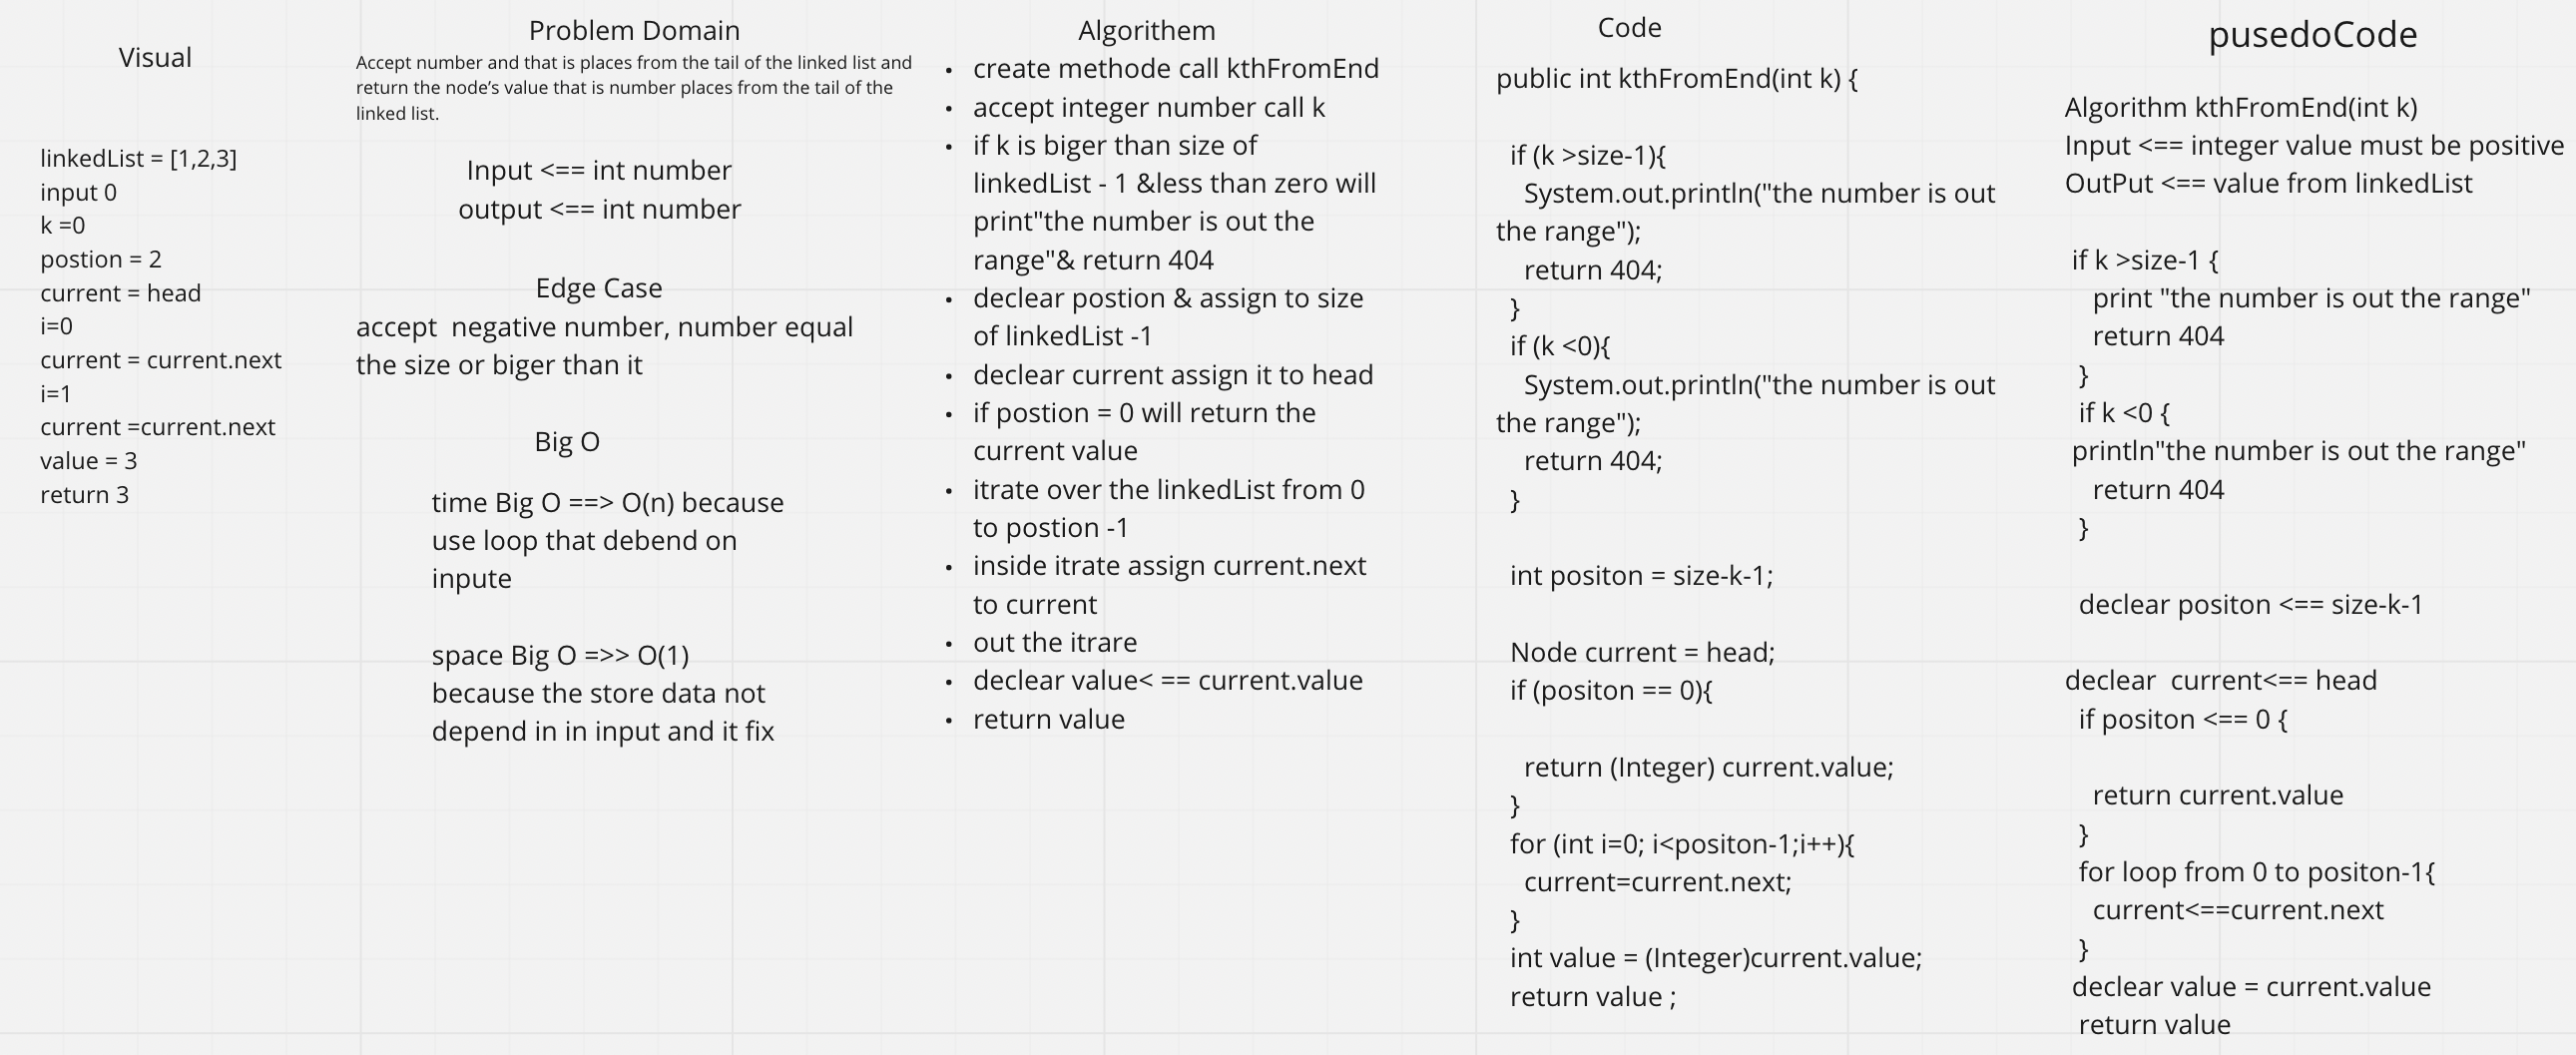 Visual
linkedList = [1,2,3]
input 0
k =0
postion = 2
current = head
i=0
current = current.next
i=1
current =current.next
value = 3
return 3
Problem Domain
Accept number and that is places from the tail of the linked list and
return the node’s value that is number places from the tail of the
linked list.
Input <== int number
output <== int number
Edge Case
accept  negative number, number equal
the size or biger than it
Big O
time Big O ==> O(n) because
use loop that debend on
inpute
space Big O =>> O(1)
because the store data not
depend in in input and it fix
Algorithem
• create methode call kthFromEnd
• accept integer number call k
• if k is biger than size of
linkedList - 1 &less than zero will
print"the number is out the
range"& return 404
• declear postion & assign to size
of linkedList -1
• declear current assign it to head
• if postion = 0 will return the
current value
• itrate over the linkedList from 0
to postion -1
• inside itrate assign current.next
to current
• out the itrare
• declear value< == current.value
• return value
Code
public int kthFromEnd(int k) {
if (k >size-1){
System.out.println("the number is out
the range");
return 404;
}
if (k <0){
System.out.println("the number is out
the range");
return 404;
}
int positon = size-k-1;
Node current = head;
if (positon == 0){
return (Integer) current.value;
}
for (int i=0; i<positon-1;i++){
current=current.next;
}
int value = (Integer)current.value;
return value ;
pusedoCode
Algorithm kthFromEnd(int k)
Input <== integer value must be positive
OutPut <== value from linkedList
if k >size-1 {
print "the number is out the range"
return 404
}
if k <0 {
println"the number is out the range"
return 404
}
declear positon <== size-k-1
declear  current<== head
if positon <== 0 {
return current.value
}
for loop from 0 to positon-1{
current<==current.next
}
declear value = current.value
return value